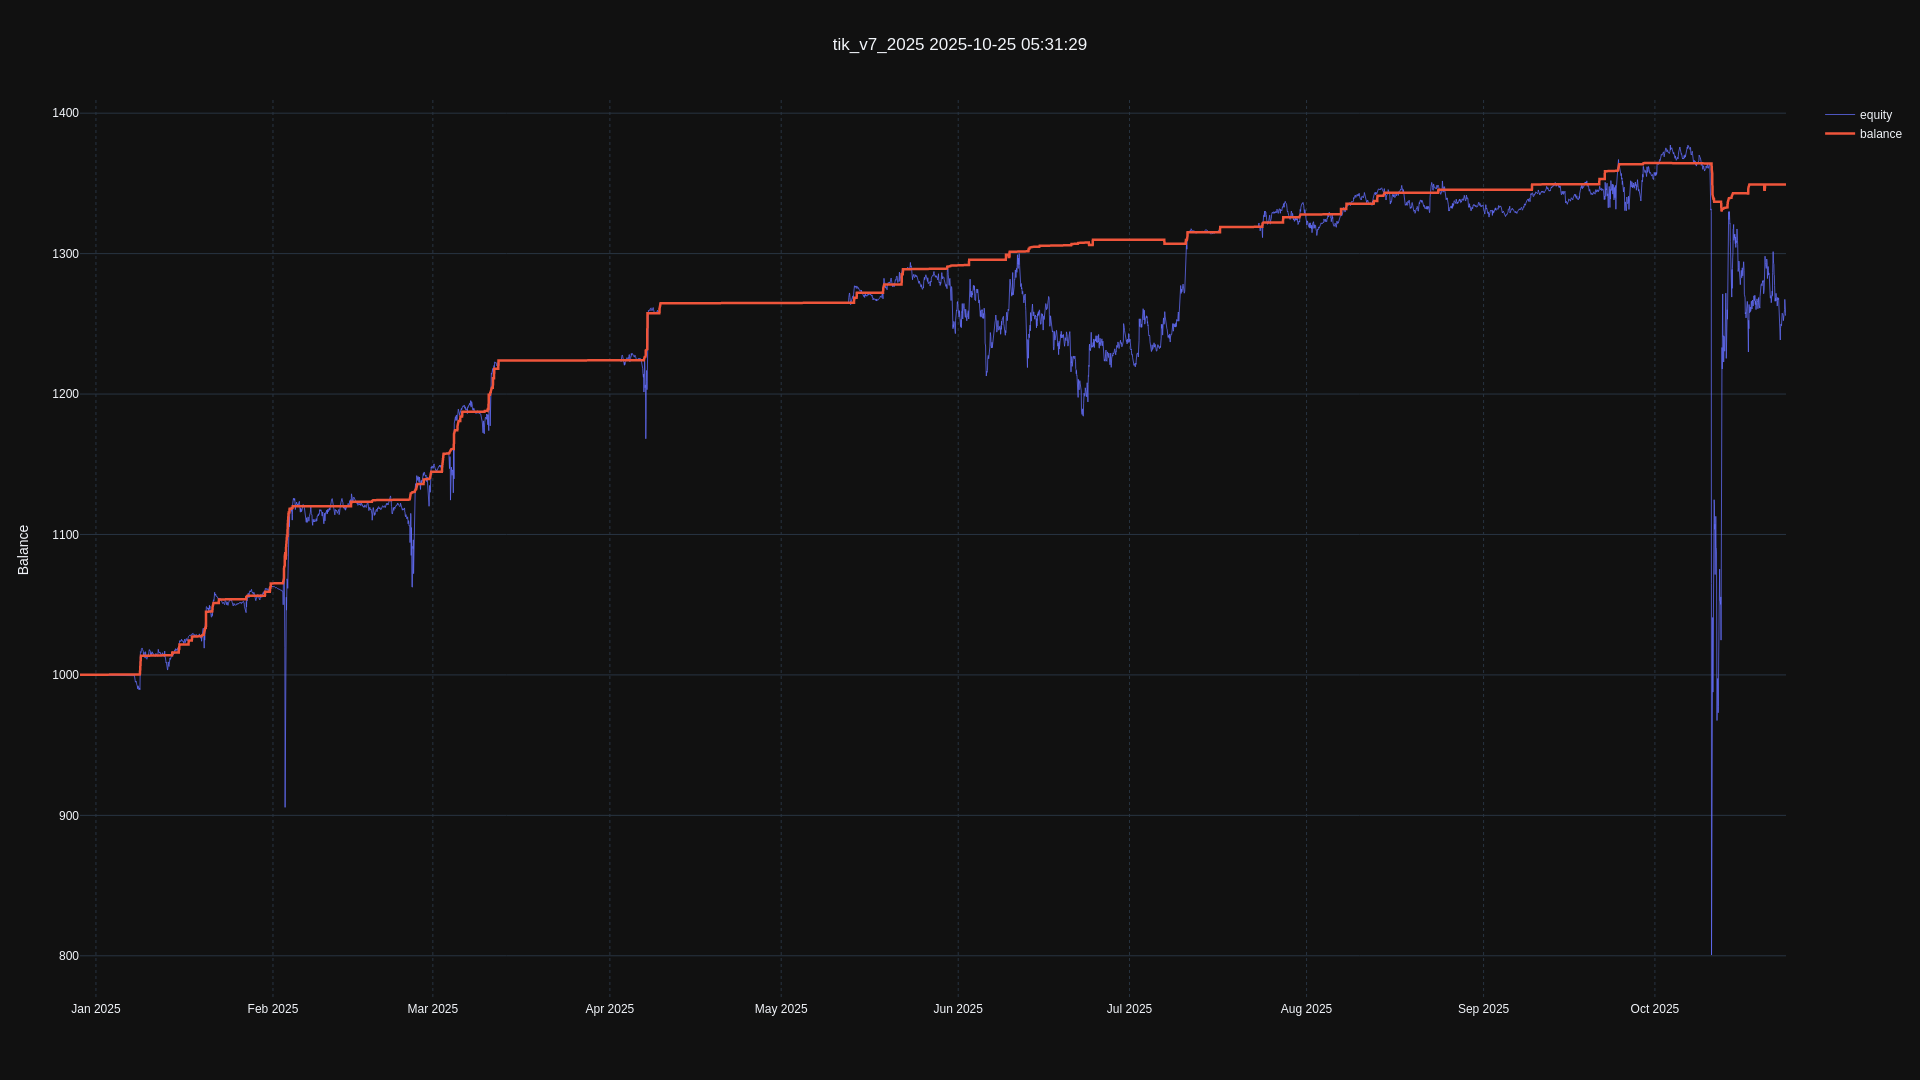 tik_v7_2025 2025-10-25 05:31:29
equity
balance
Balance
1400
1300
1200
1100
1000
900
800
Jan 2025
Feb 2025
Mar 2025
Apr 2025
May 2025
Jun 2025
Jul 2025
Aug 2025
Sep 2025
Oct 2025